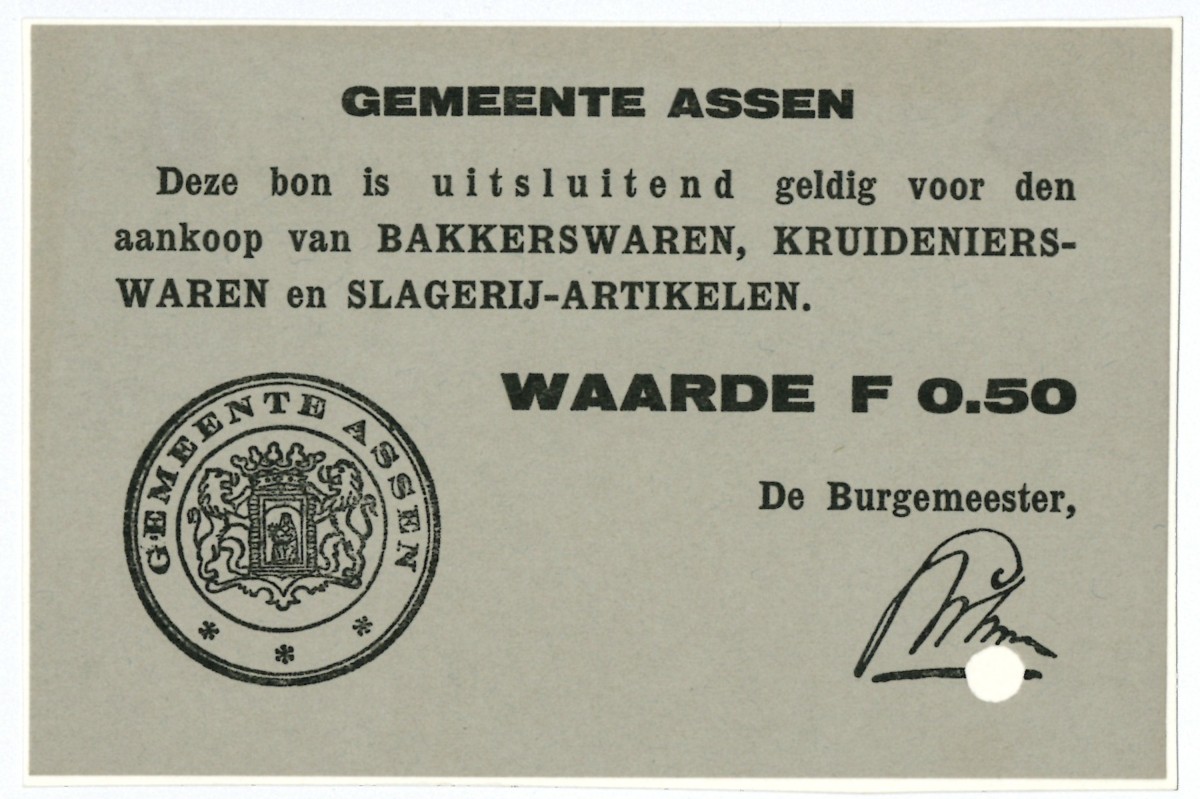 GEMEENTE ASSEN
Deze bon is uitsluitend geldig voor den
aankoop van BAKKERSWAREN, KRUIDENIERS-
WAREN en SLAGERIJ-ARTIKELEN.
WAARDE F 0.50
De Burgemeester,
GEMEENTE ASSEN
* * *